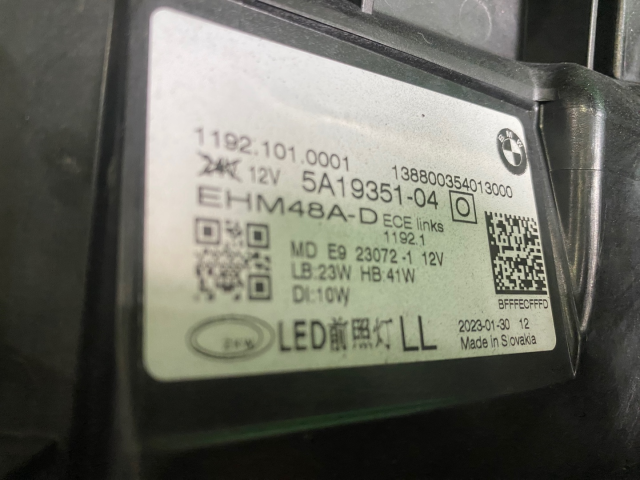 BMW
1192.101.0001
138800354013000
24V 12V 5A19351-04
EHM48A-D ECE links
1192.1
MD E9 23072-1 12V
LB:23W HB:41W
DI:10W
BFFFECFFFD
LED前照灯 LL
2023-01-30 12
Made in Slovakia